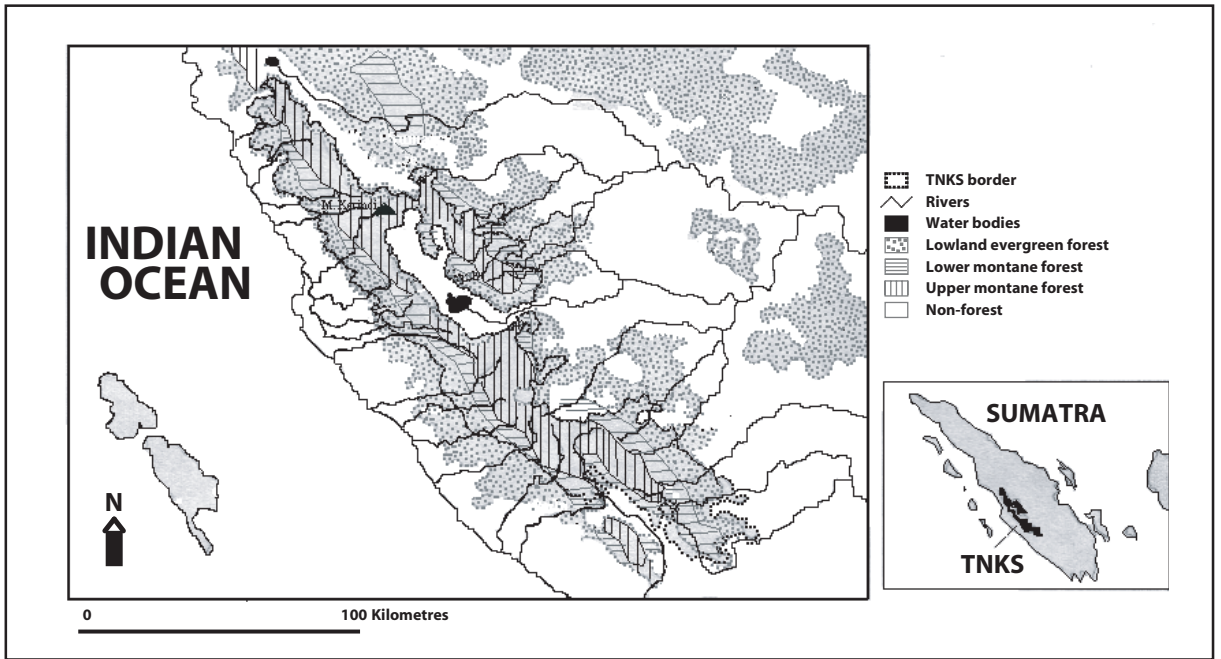 M. Kerinci
INDIAN
OCEAN
N
0 100 Kilometres
TNKS border
Rivers
Water bodies
Lowland evergreen forest
Lower montane forest
Upper montane forest
Non-forest
SUMATRA
TNKS